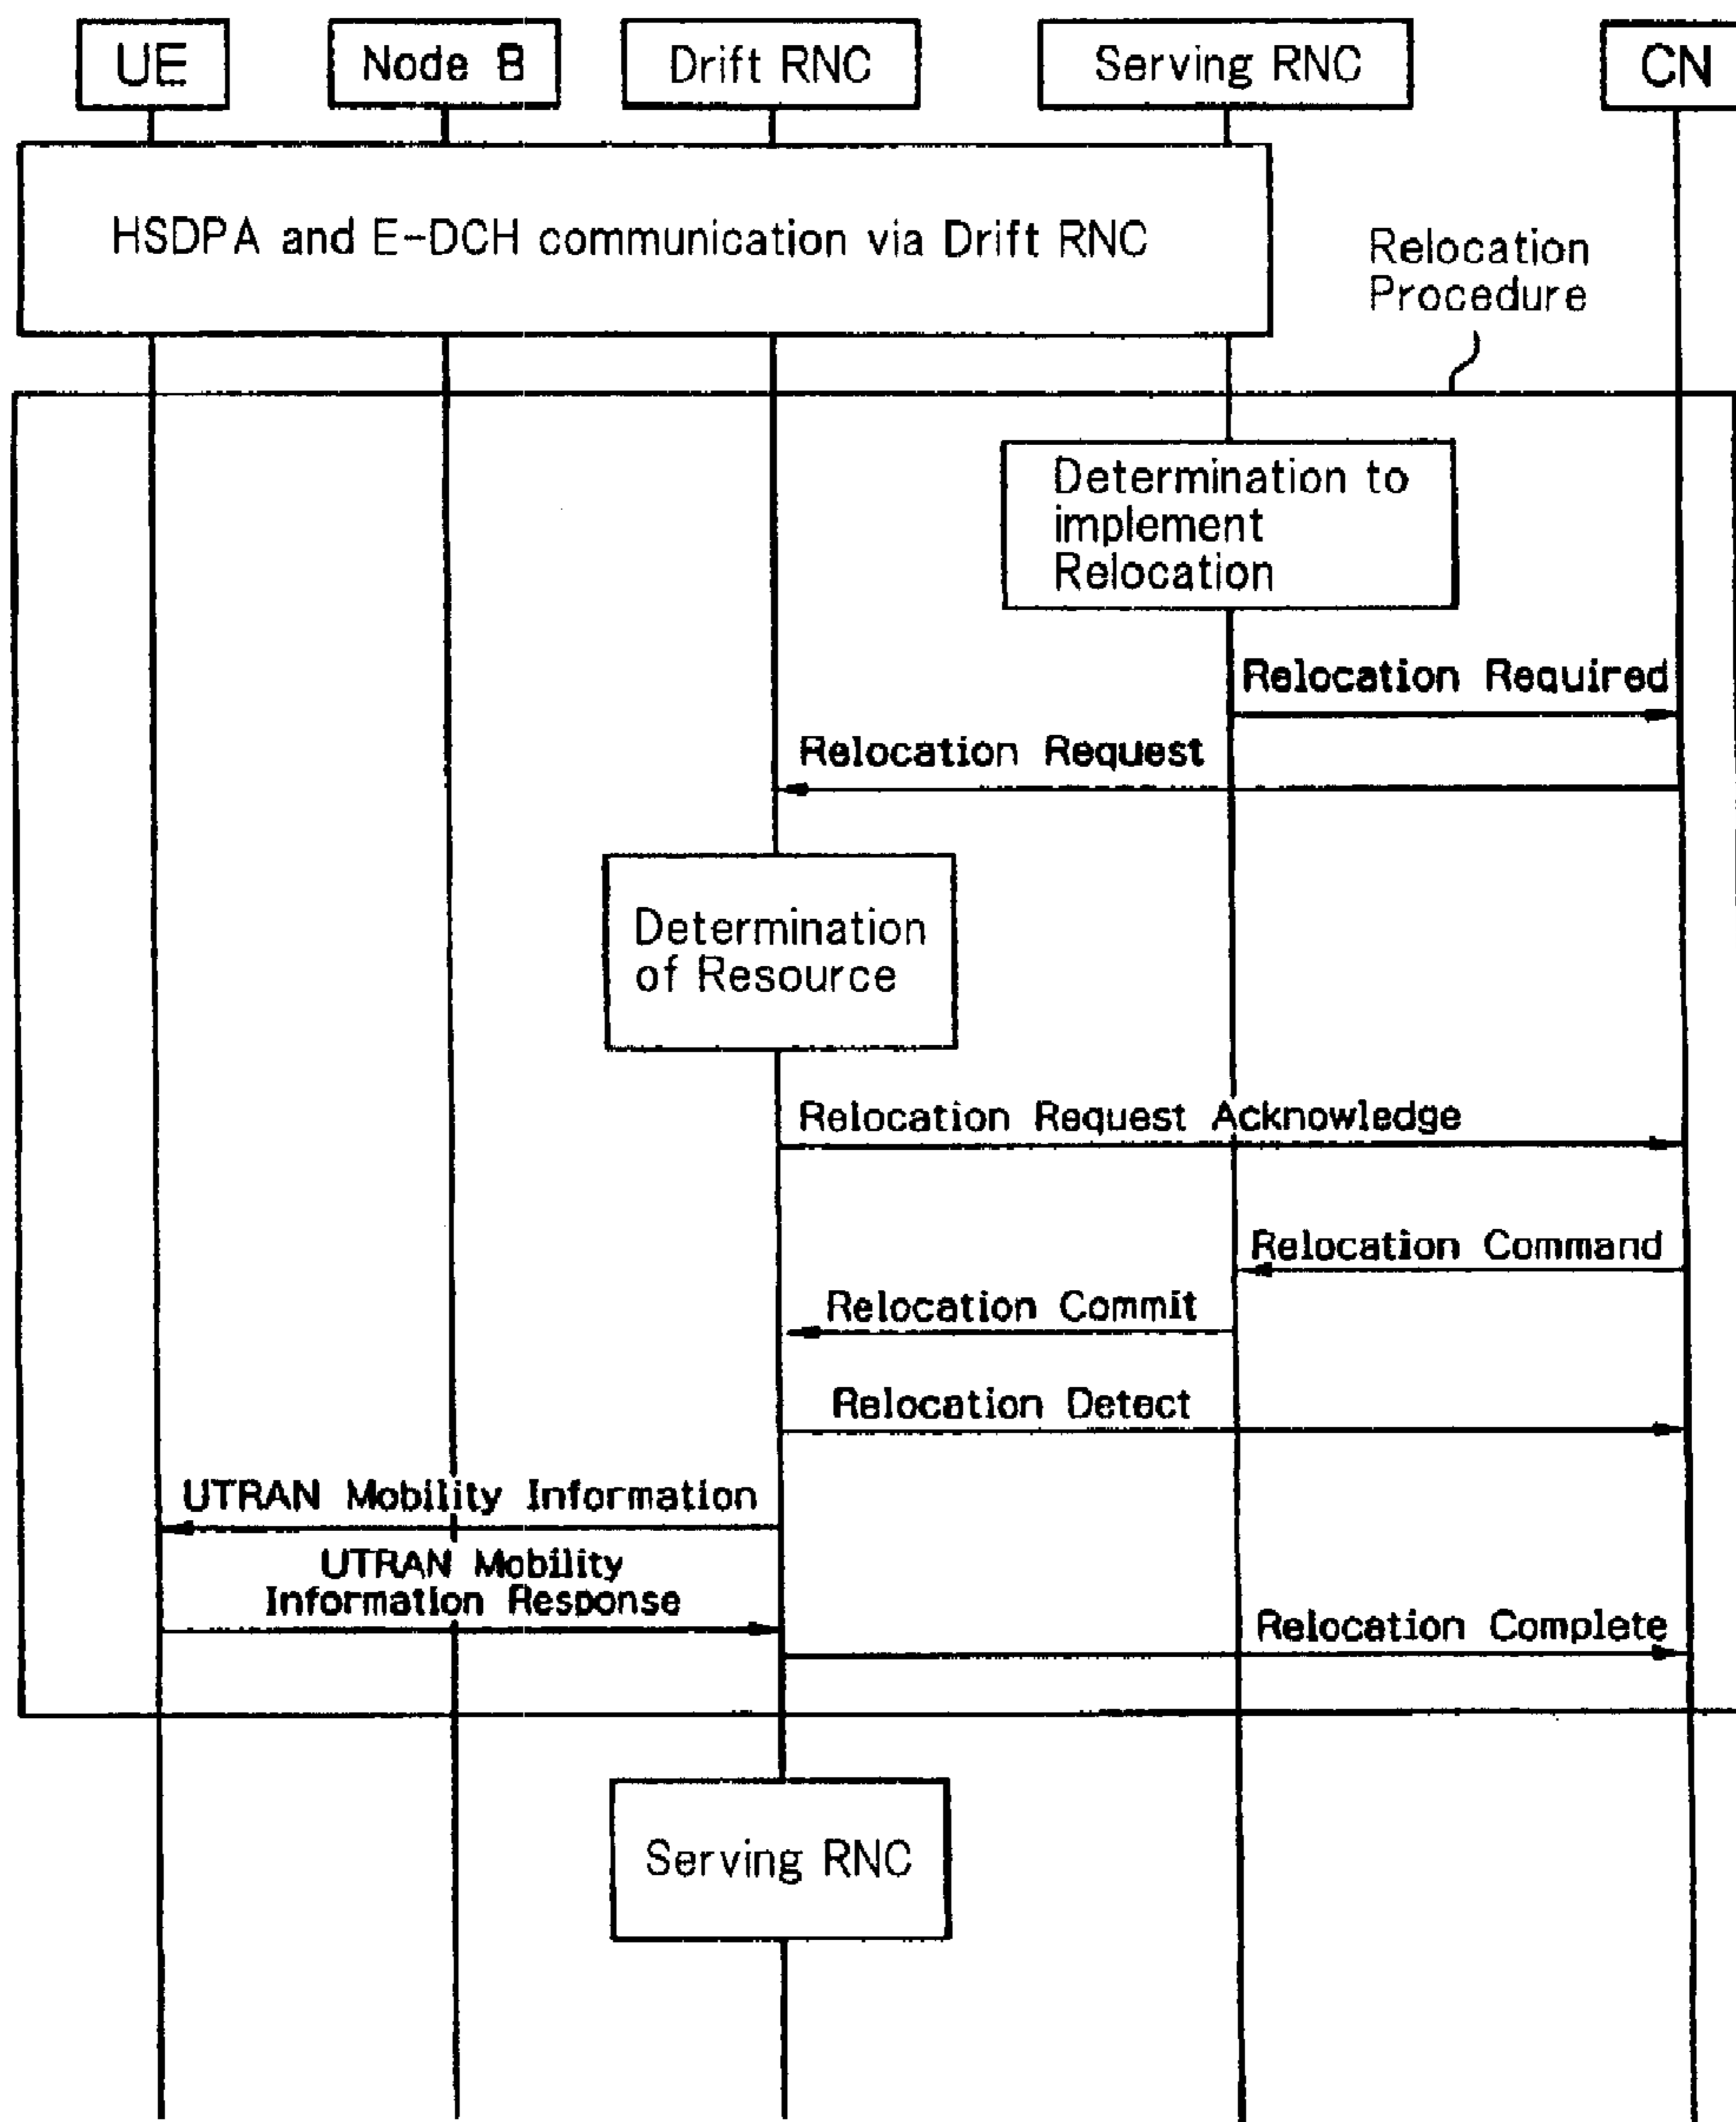 UE
Node B
Drift RNC
Serving RNC
CN
HSDPA and E-DCH communication via Drift RNC
Relocation
Procedure
Determination to
implement
Relocation
Relocation Required
Relocation Request
Determination
of Resource
Relocation Request Acknowledge
Relocation Command
Relocation Commit
Relocation Detect
UTRAN Mobility Information
UTRAN Mobility
Information Response
Relocation Complete
Serving RNC